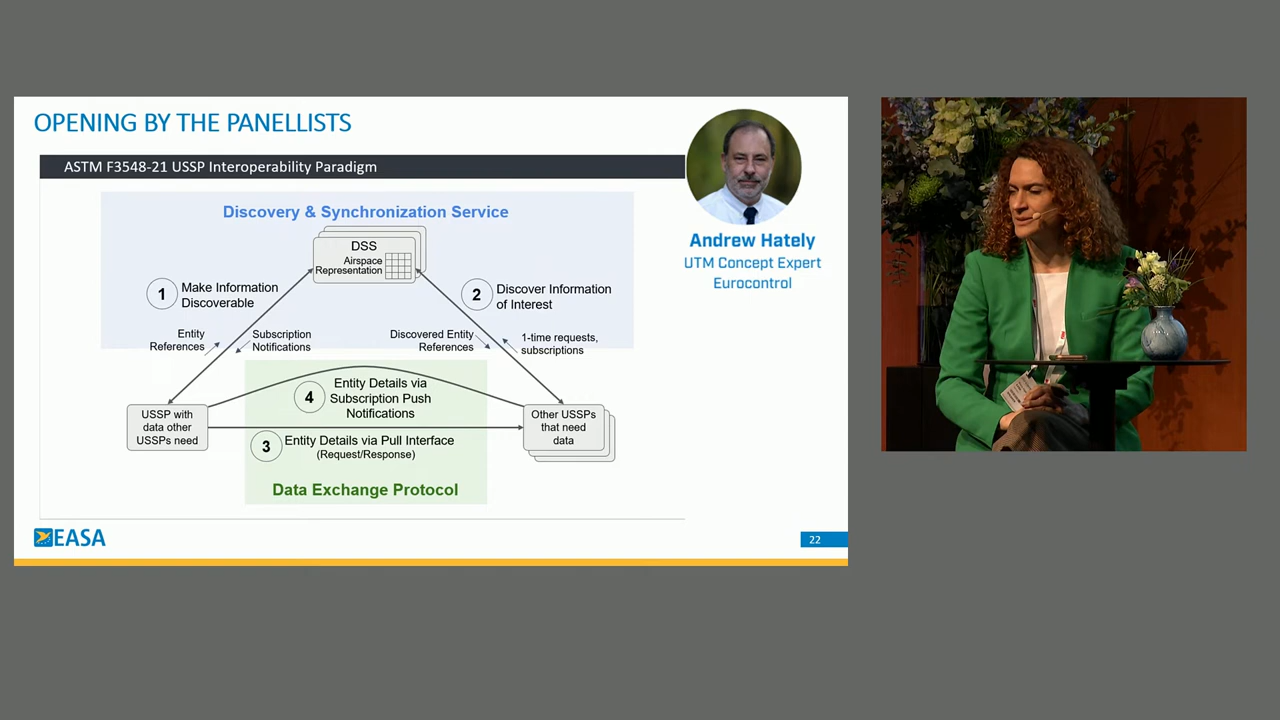 OPENING BY THE PANELLISTS
ASTM F3548-21 USSP Interoperability Paradigm
Andrew Hately
UTM Concept Expert
Eurocontrol
Discovery & Synchronization Service
DSS
Airspace
Representation
1
Make Information
Discoverable
2
Discover Information
of Interest
Entity
References
Subscription
Notifications
Discovered Entity
References
1-time requests,
subscriptions
4
Entity Details via
Subscription Push
Notifications
USSP with
data other
USSPs need
Other USSPs
that need
data
3
Entity Details via Pull Interface
(Request/Response)
Data Exchange Protocol
EASA
22